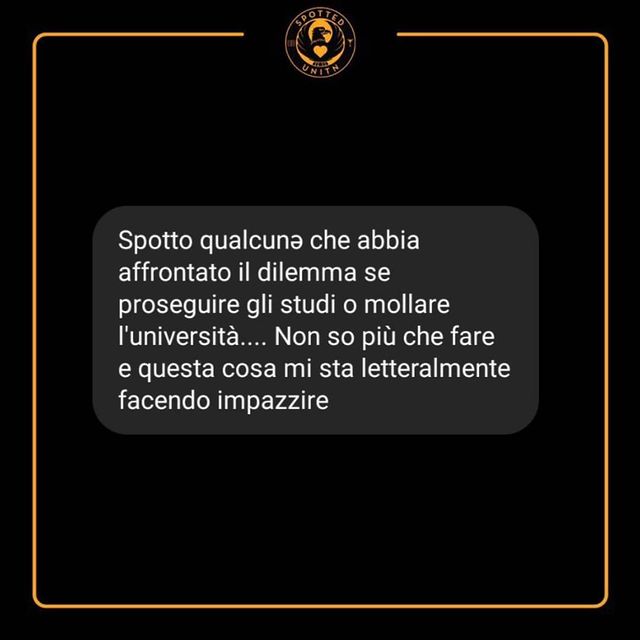 SPOTTED
UNITN
Spotto qualcunə che abbia
affrontato il dilemma se
proseguire gli studi o mollare
l'università.... Non so più che fare
e questa cosa mi sta letteralmente
facendo impazzire